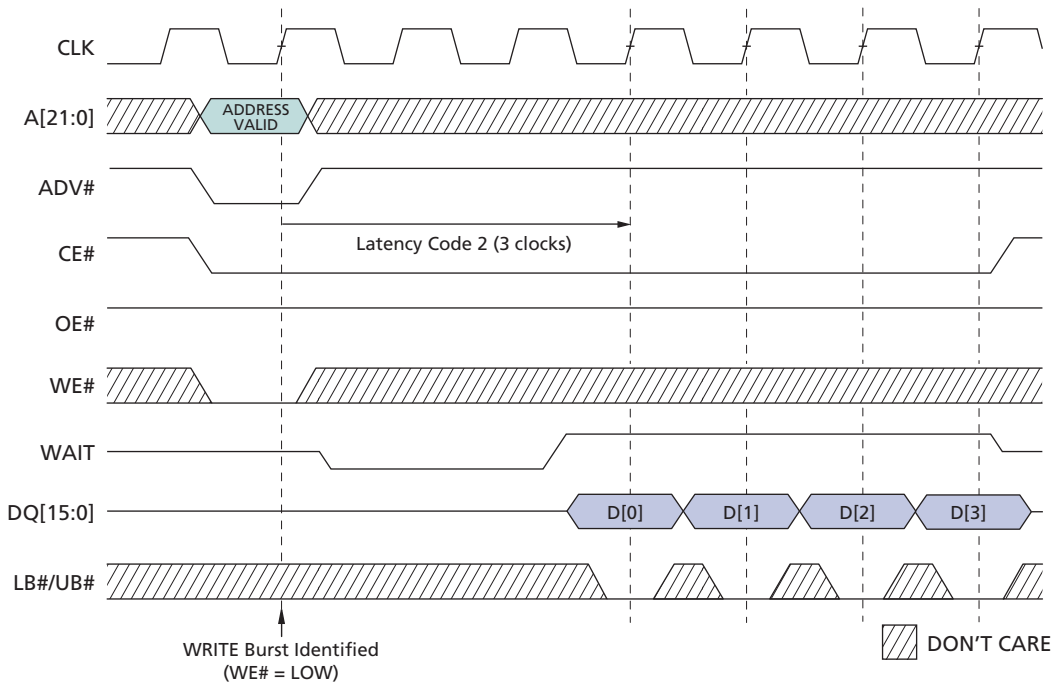 CLK
A[21:0]
ADDRESS
VALID
ADV#
Latency Code 2 (3 clocks)
CE#
OE#
WE#
WAIT
DQ[15:0]
D[0]
D[1]
D[2]
D[3]
LB#/UB#
WRITE Burst Identified
(WE# = LOW)
DON'T CARE